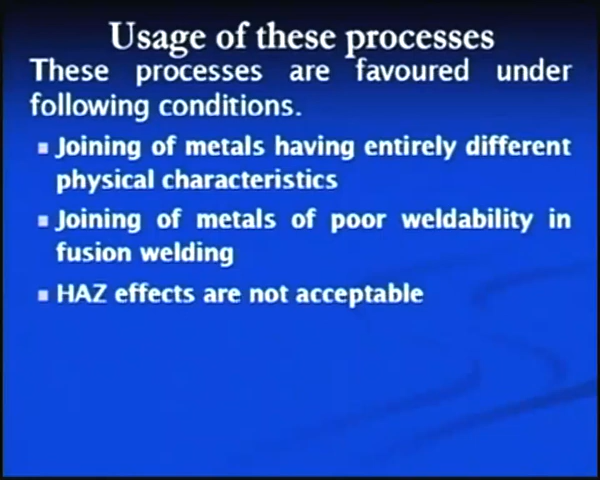 Usage of these processes
These processes are favoured under
following conditions.
Joining of metals having entirely different
physical characteristics
Joining of metals of poor weldability in
fusion welding
HAZ effects are not acceptable